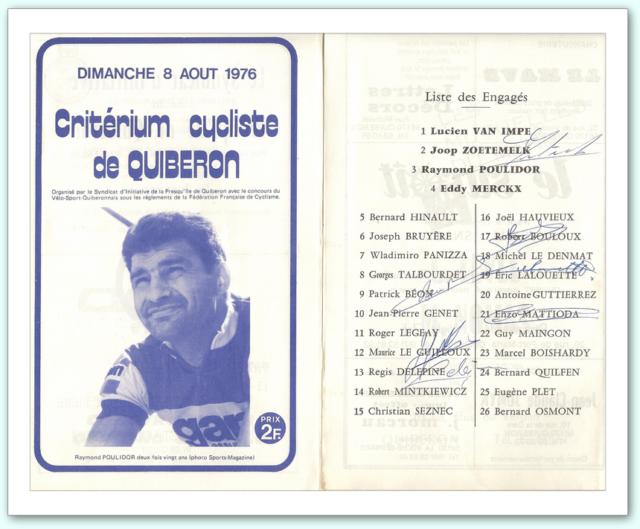 DIMANCHE 8 AOUT 1976
Critérium cycliste
de QUIBERON
Organisé par le Syndicat d'Initiative de la Presqu'île de Quiberon avec le concours du
Vélo-Sport-Quiberonnais sous les règlements de la Fédération Française de Cyclisme.
gan
PRIX
2F.
Raymond POULIDOR deux fois vingt ans (photo Sports-Magazine)
Liste des Engagés
1 Lucien VAN IMPE
2 Joop ZOETEMELK
3 Raymond POULIDOR
4 Eddy MERCKX
5 Bernard HINAULT
6 Joseph BRUYÈRE
7 Wladimiro PANIZZA
8 Georges TALBOURDET
9 Patrick BÉON
10 Jean-Pierre GENET
11 Roger LEGEAY
12 Maurice LE GUILLOUX
13 Regis DELÉPINE
14 Robert MINTKIEWICZ
15 Christian SEZNEC
16 Joël HAUVIEUX
17 Robert BOULOUX
18 Michel LE DENMAT
19 Éric LALOUETTE
20 Antoine GUTTIERREZ
21 Enzo MATTIODA
22 Guy MAINGON
23 Marcel BOISHARDY
24 Bernard QUILFEN
25 Eugène PLET
26 Bernard OSMONT